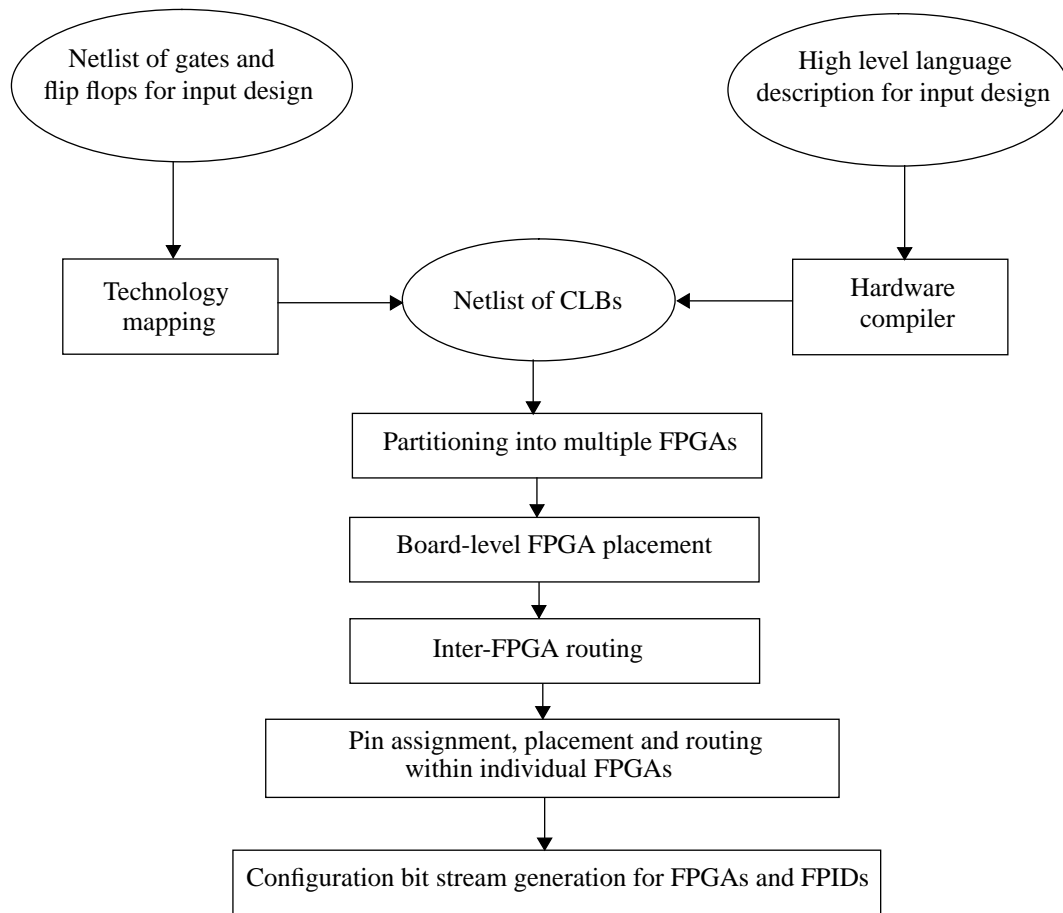 Netlist of gates and
flip flops for input design
High level language
description for input design
Technology
mapping
Netlist of CLBs
Hardware
compiler
Partitioning into multiple FPGAs
Board-level FPGA placement
Inter-FPGA routing
Pin assignment, placement and routing
within individual FPGAs
Configuration bit stream generation for FPGAs and FPIDs